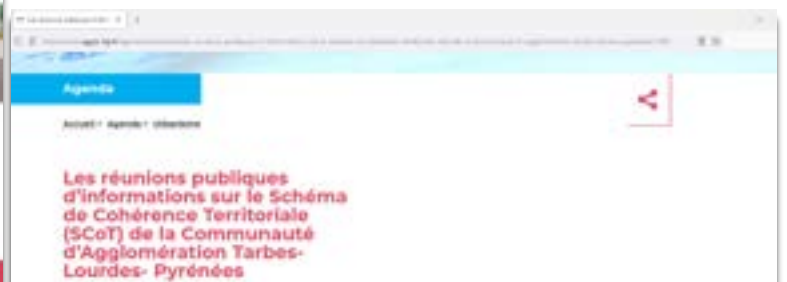 Agenda
Accueil > Agenda > Urbanisme
Les réunions publiques
d'informations sur le Schéma
de Cohérence Territoriale
(SCoT) de la Communauté
d'Agglomération Tarbes-
Lourdes- Pyrénées